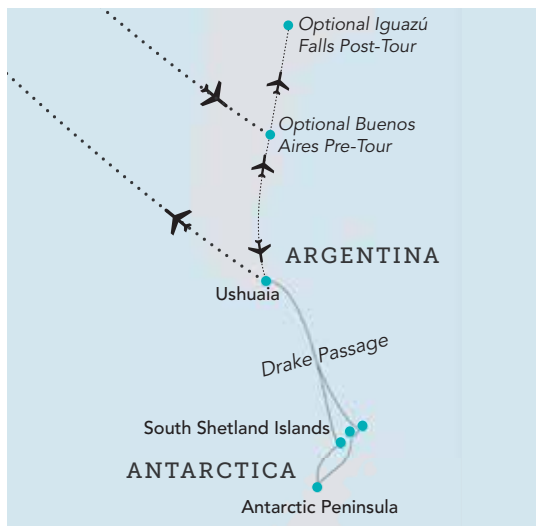 Optional Iguazú
Falls Post-Tour
Optional Buenos
Aires Pre-Tour
ARGENTINA
Ushuaia
Drake Passage
South Shetland Islands
ANTARCTICA
Antarctic Peninsula